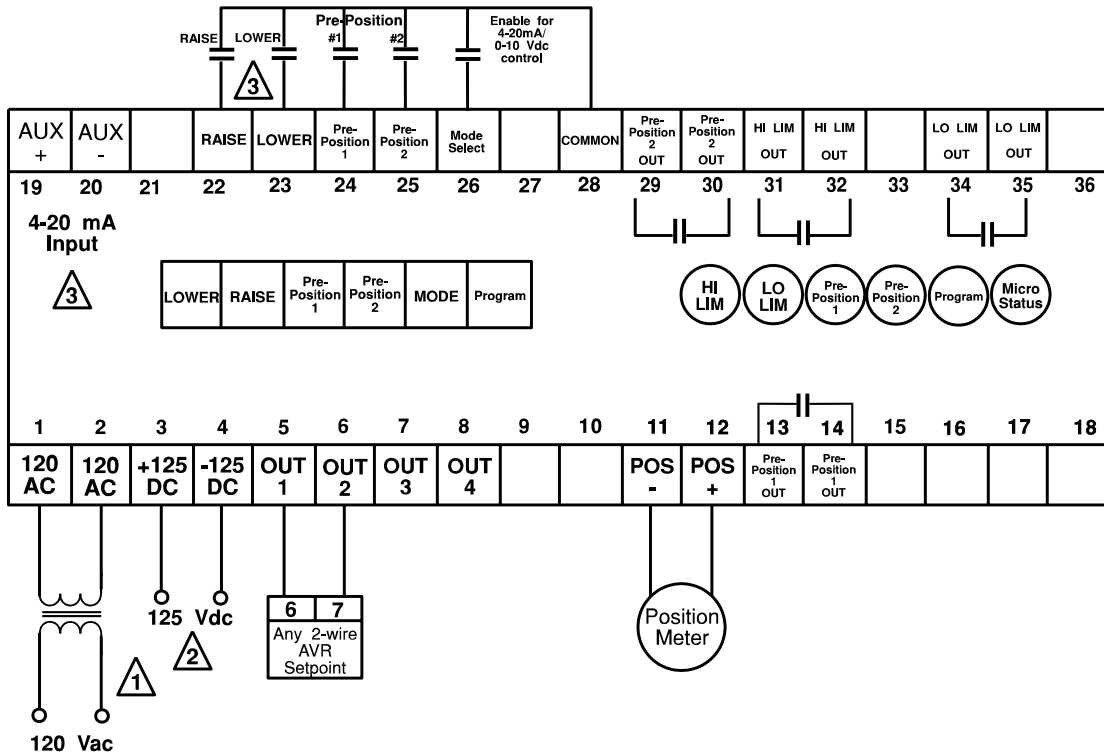 Pre-Position
RAISE LOWER #1 #2
Enable for
4-20mA/
0-10 Vdc
control
3
AUX
+
AUX
-
RAISE
LOWER
Pre-
Position
1
Pre-
Position
2
Mode
Select
COMMON
Pre-
Position
2
OUT
Pre-
Position
2
OUT
HI LIM
OUT
HI LIM
OUT
LO LIM
OUT
LO LIM
OUT
19 20 21 22 23 24 25 26 27 28 29 30 31 32 33 34 35 36
4-20 mA
Input
3
LOWER
RAISE
Pre-
Position
1
Pre-
Position
2
MODE
Program
HI
LIM
LO
LIM
Pre-
Position
1
Pre-
Position
2
Program
Micro
Status
1 2 3 4 5 6 7 8 9 10 11 12 13 14 15 16 17 18
120
AC
120
AC
+125
DC
-125
DC
OUT
1
OUT
2
OUT
3
OUT
4
POS
-
POS
+
Pre-
Position
1
OUT
Pre-
Position
1
OUT
125 Vdc
2
6 7
Any 2-wire
AVR
Setpoint
Position
Meter
1
120 Vac